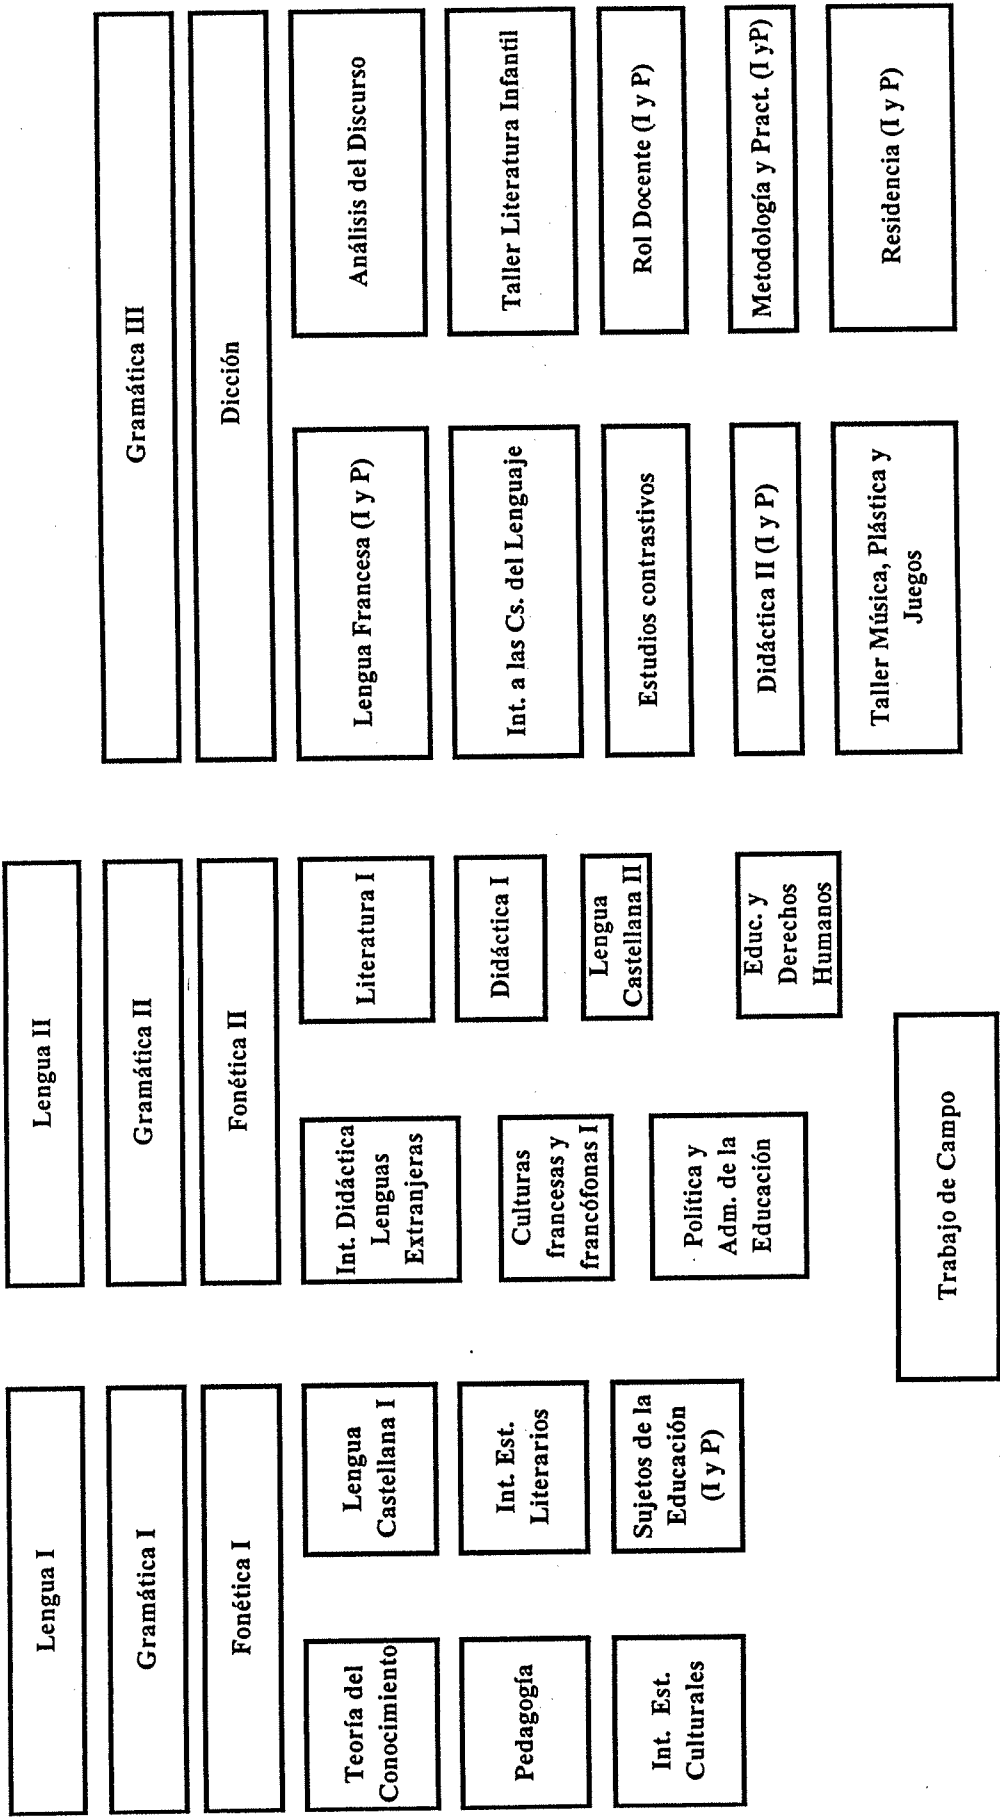 Lengua I
Gramática I
Fonética I
Teoría del
Conocimiento
Lengua
Castellana I
Pedagogía
Int. Est.
Literarios
Int. Est.
Culturales
Sujetos de la
Educación
(I y P)
Lengua II
Gramática II
Fonética II
Int. Didáctica
Lenguas
Extranjeras
Literatura I
Culturas
francesas y
francófonas I
Didáctica I
Política y
Adm. de la
Educación
Lengua
Castellana II
Educ. y
Derechos
Humanos
Trabajo de Campo
Gramática III
Dicción
Lengua Francesa (I y P)
Análisis del Discurso
Int. a las Cs. del Lenguaje
Taller Literatura Infantil
Estudios contrastivos
Rol Docente (I y P)
Didáctica II (I y P)
Metodología y Pract. (I yP)
Taller Música, Plástica y
Juegos
Residencia (I y P)